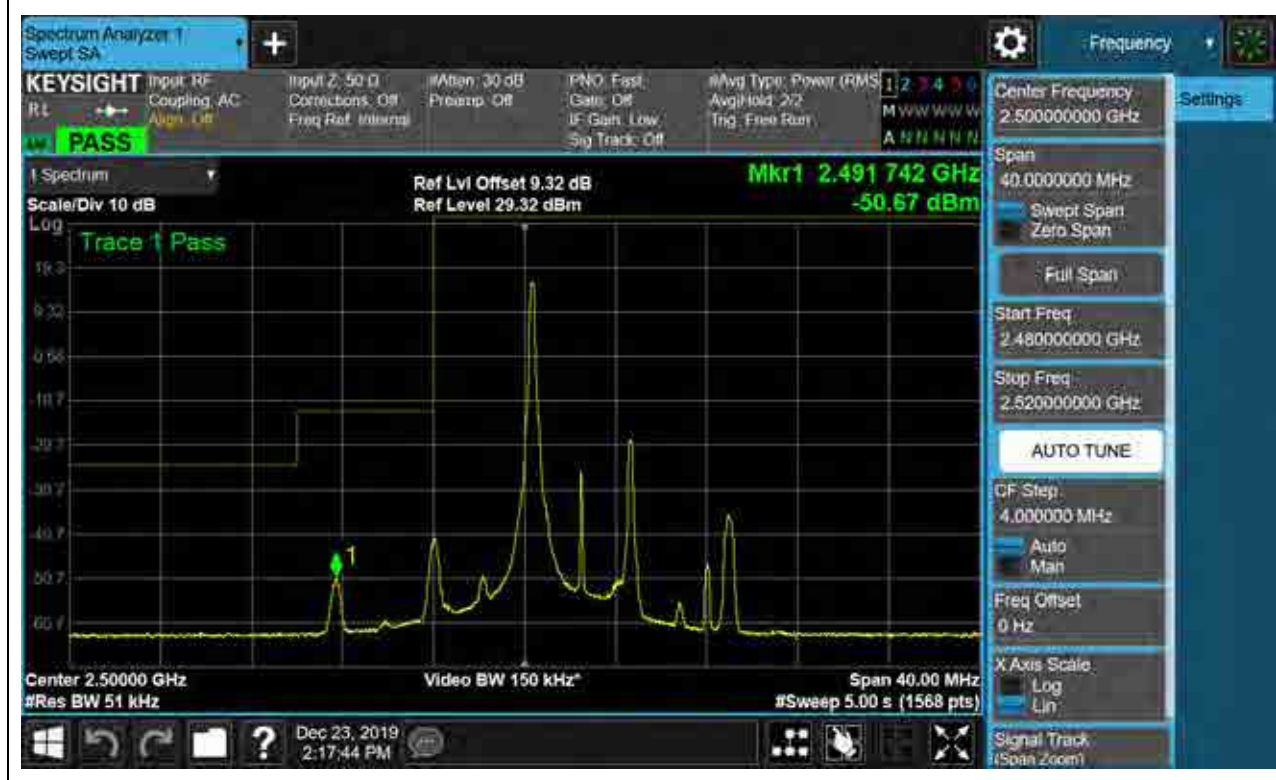 Spectrum Analyzer 1
Swept SA
Frequency
KEYSIGHT
RL
PASS
Input: RF
Coupling: AC
Align: Off
Input Z: 50 Ω
Corrections: Off
Freq Ref: Internal
#Atten: 30 dB
Preamp: Off
PNO: Fast
Gate: Off
IF Gain: Low
Sig Track: Off
#Avg Type: Power (RMS
Avg|Hold: 2/2
Trig: Free Run
1 2 3 4 5 6
M W W W W W W
A N N N N N N
1 Spectrum
Scale/Div 10 dB
Ref Lvl Offset 9.32 dB
Ref Level 29.32 dBm
Mkr1 2.491 742 GHz
-50.67 dBm
Log
Trace 1 Pass
19.3
9.32
-0.68
-10.7
-20.7
-30.7
-40.7
-50.7
-60.7
1
Center 2.50000 GHz
#Res BW 51 kHz
Video BW 150 kHz*
Span 40.00 MHz
#Sweep 5.00 s (1568 pts)
Dec 23, 2019
2:17:44 PM
Center Frequency
2.500000000 GHz
Settings
Span
40.0000000 MHz
Swept Span
Zero Span
Full Span
Start Freq
2.480000000 GHz
Stop Freq
2.520000000 GHz
AUTO TUNE
CF Step
4.000000 MHz
Auto
Man
Freq Offset
0 Hz
X Axis Scale
Log
Lin
Signal Track
(Span Zoom)